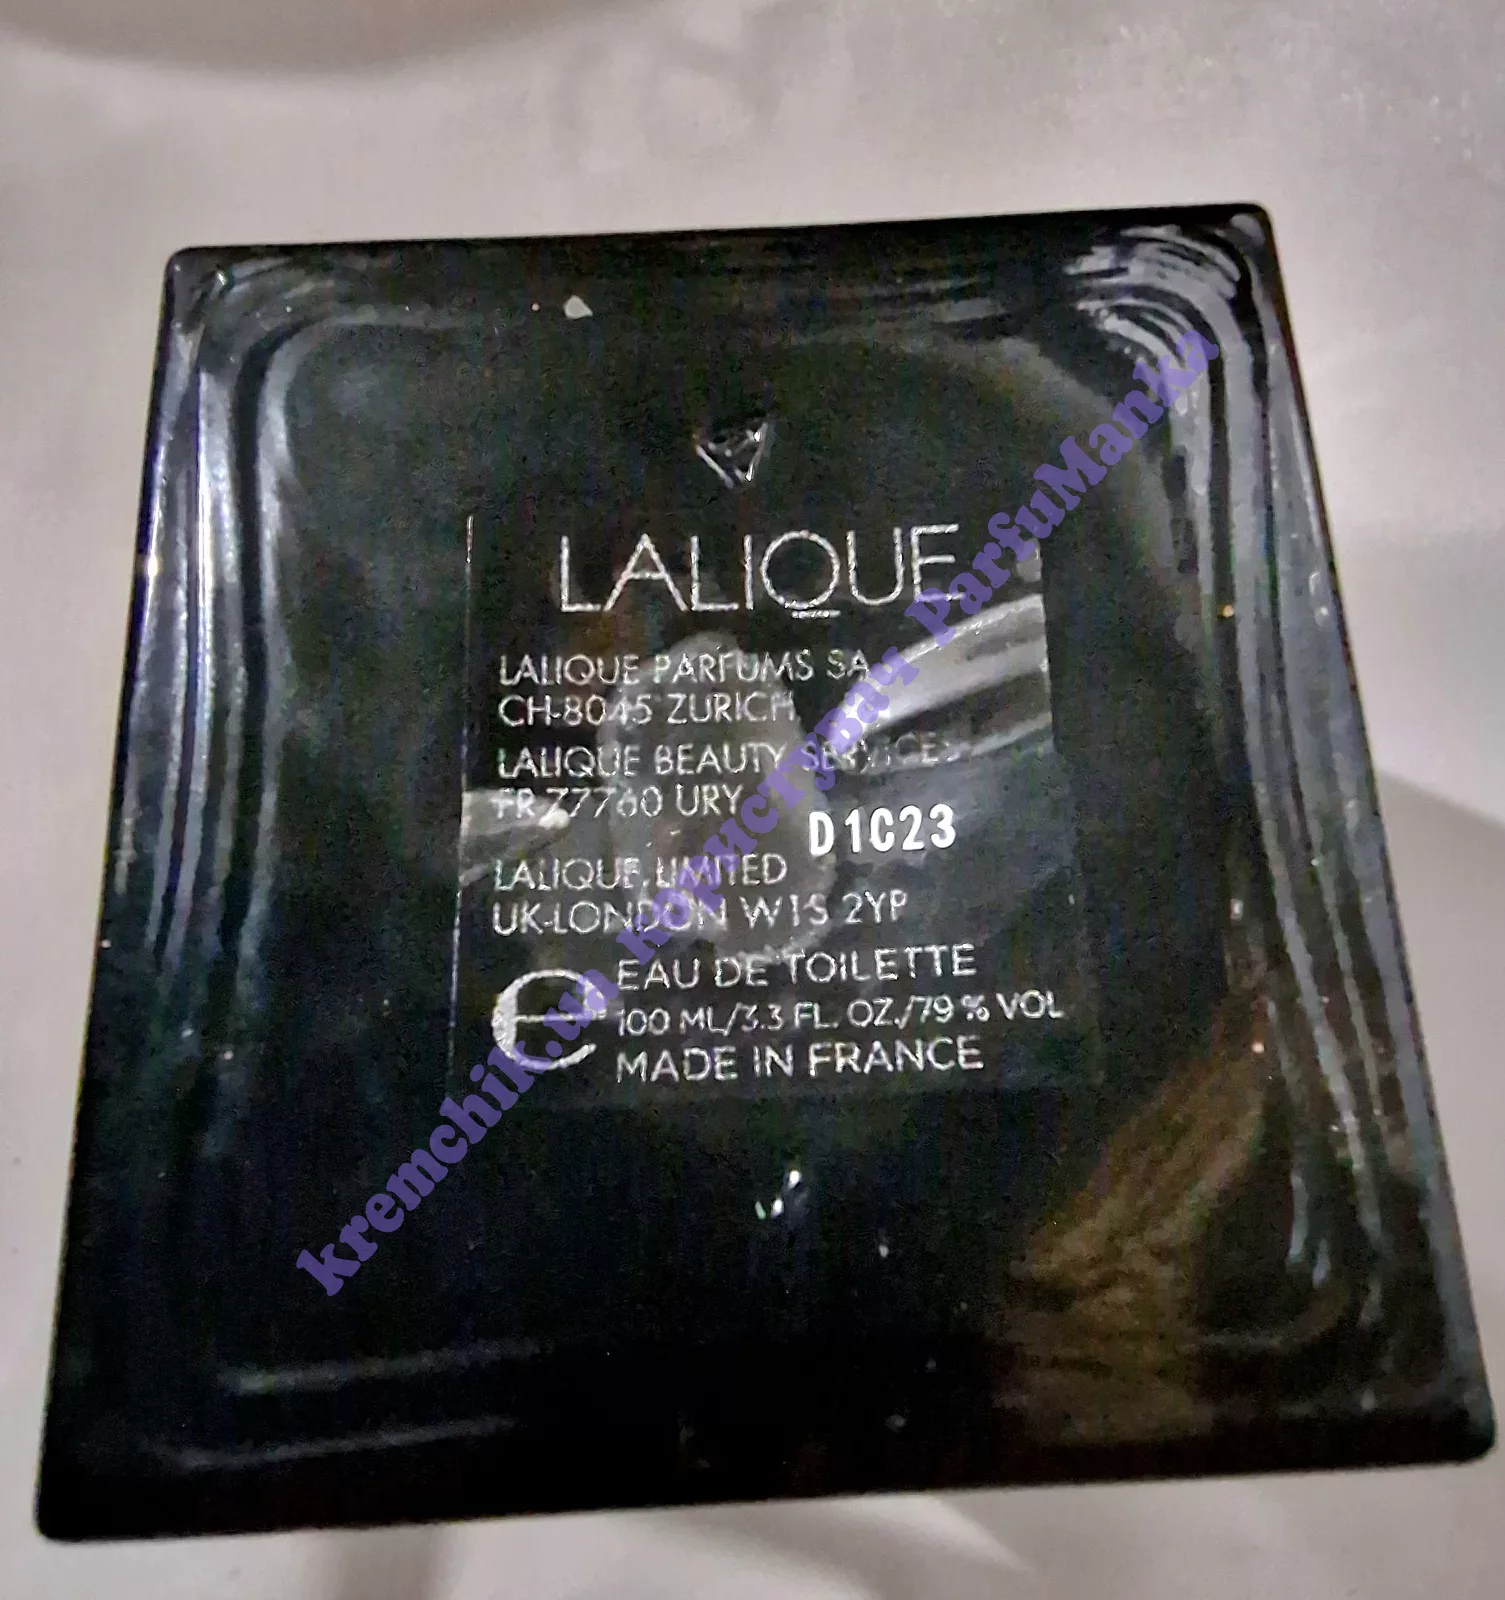 LALIQUE
LALIQUE PARFUMS SA
CH-8045 ZURICH
LALIQUE BEAUTY SERVICES
FR 77760 URY
D1C23
LALIQUE LIMITED
UK-LONDON W1S 2YP
e EAU DE TOILETTE
100 ML/3.3 FL. OZ./79 % VOL
MADE IN FRANCE
kremchik.ua користувач ParfuManka